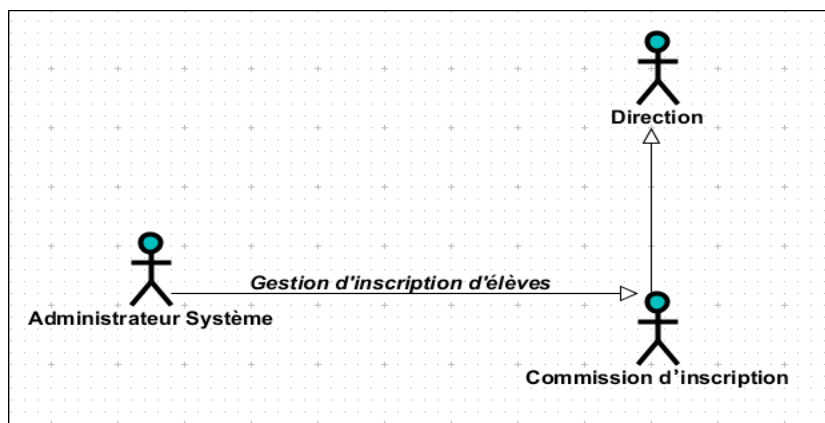 Direction
Gestion d'inscription d'élèves
Administrateur Système
Commission d’inscription